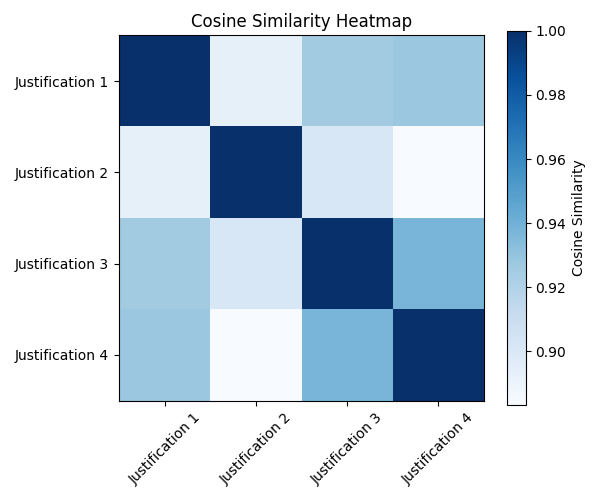 Cosine Similarity Heatmap
Justification 1
Justification 2
Justification 3
Justification 4
Justification 1
Justification 2
Justification 3
Justification 4
1.00
0.98
0.96
0.94
0.92
0.90
Cosine Similarity